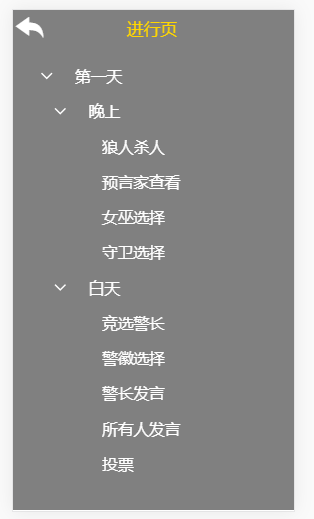 进行页
第一天
晚上
狼人杀人
预言家查看
女巫选择
守卫选择
白天
竞选警长
警徽选择
警长发言
所有人发言
投票